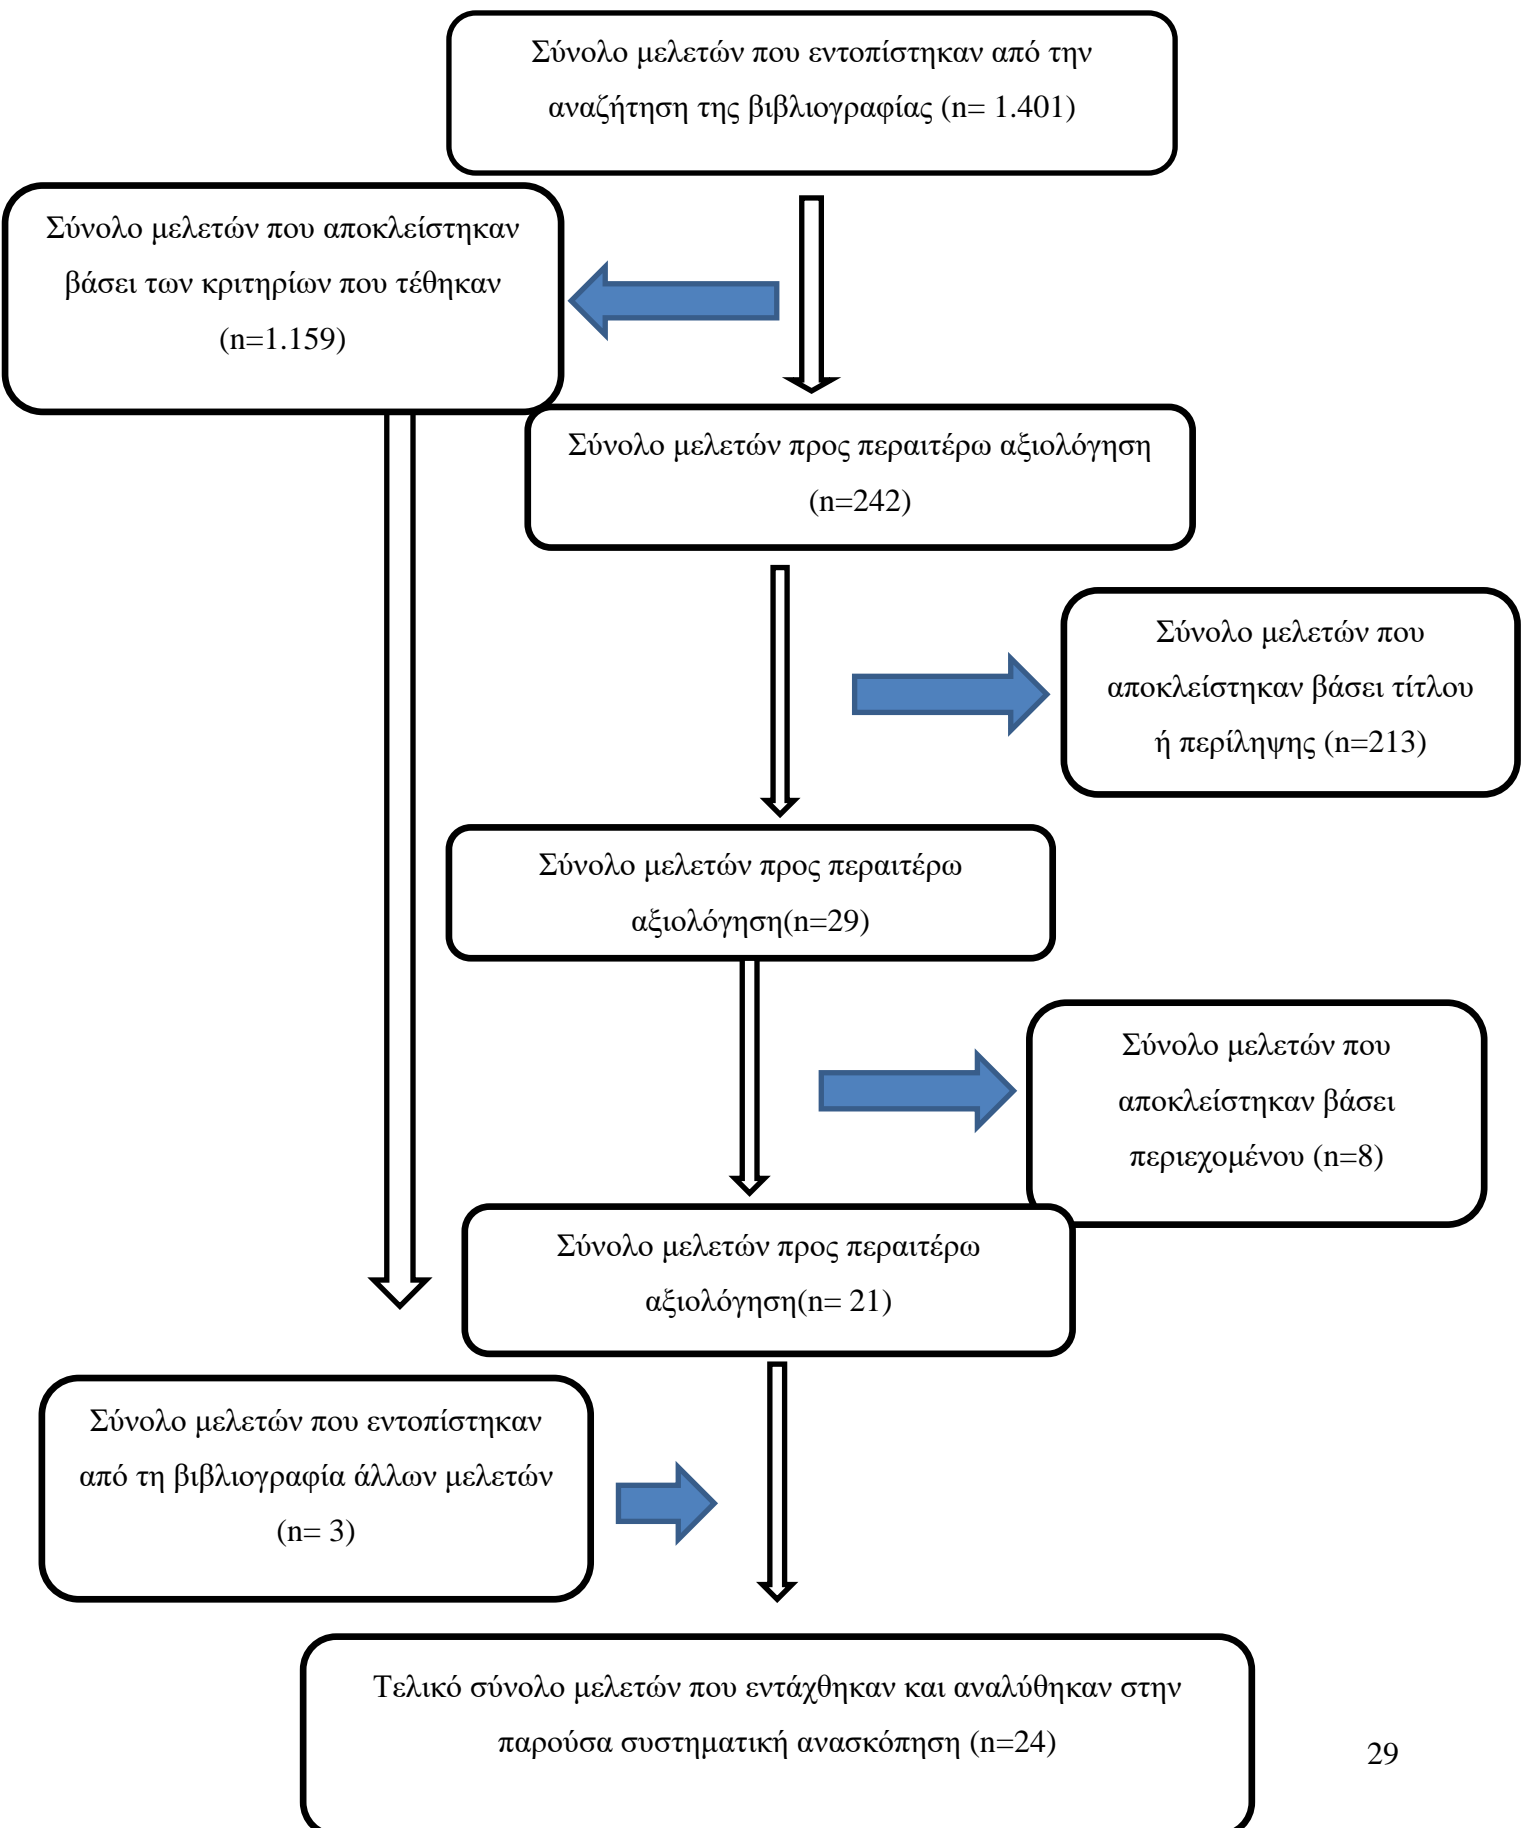 Σύνολο μελετών που εντοπίστηκαν από την
αναζήτηση της βιβλιογραφίας (n= 1.401)
Σύνολο μελετών που αποκλείστηκαν
βάσει των κριτηρίων που τέθηκαν
(n=1.159)
Σύνολο μελετών προς περαιτέρω αξιολόγηση
(n=242)
Σύνολο μελετών που
αποκλείστηκαν βάσει τίτλου
ή περίληψης (n=213)
Σύνολο μελετών προς περαιτέρω
αξιολόγηση(n=29)
Σύνολο μελετών που
αποκλείστηκαν βάσει
περιεχομένου (n=8)
Σύνολο μελετών προς περαιτέρω
αξιολόγηση(n= 21)
Σύνολο μελετών που εντοπίστηκαν
από τη βιβλιογραφία άλλων μελετών
(n= 3)
Τελικό σύνολο μελετών που εντάχθηκαν και αναλύθηκαν στην
παρούσα συστηματική ανασκόπηση (n=24)
29